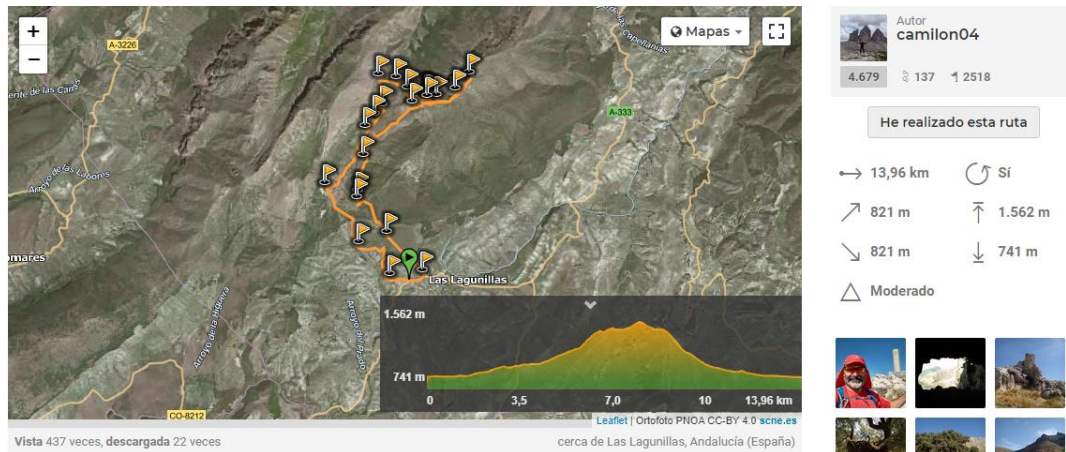 +
−
A-3226
Mapas
A-333
Arroyo de las Labores
omares
Las Lagunillas
Arroyo de la Higuera
CO-8212
1.562 m
741 m
0 3,5 7,0 10 13,96 km
Leaflet | Ortofoto PNOA CC-BY 4.0 scne.es
Vista 437 veces, descargada 22 veces
cerca de Las Lagunillas, Andalucía (España)
Autor
camilon04
4.679 137 2518
He realizado esta ruta
13,96 km Sí
821 m 1.562 m
821 m 741 m
Moderado